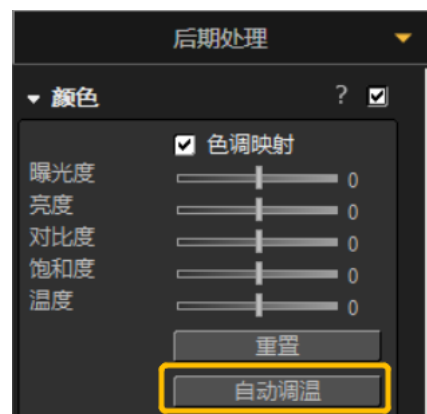 后期处理
颜色 ?
色调映射
曝光度 0
亮度 0
对比度 0
饱和度 0
温度 0
重置
自动调温